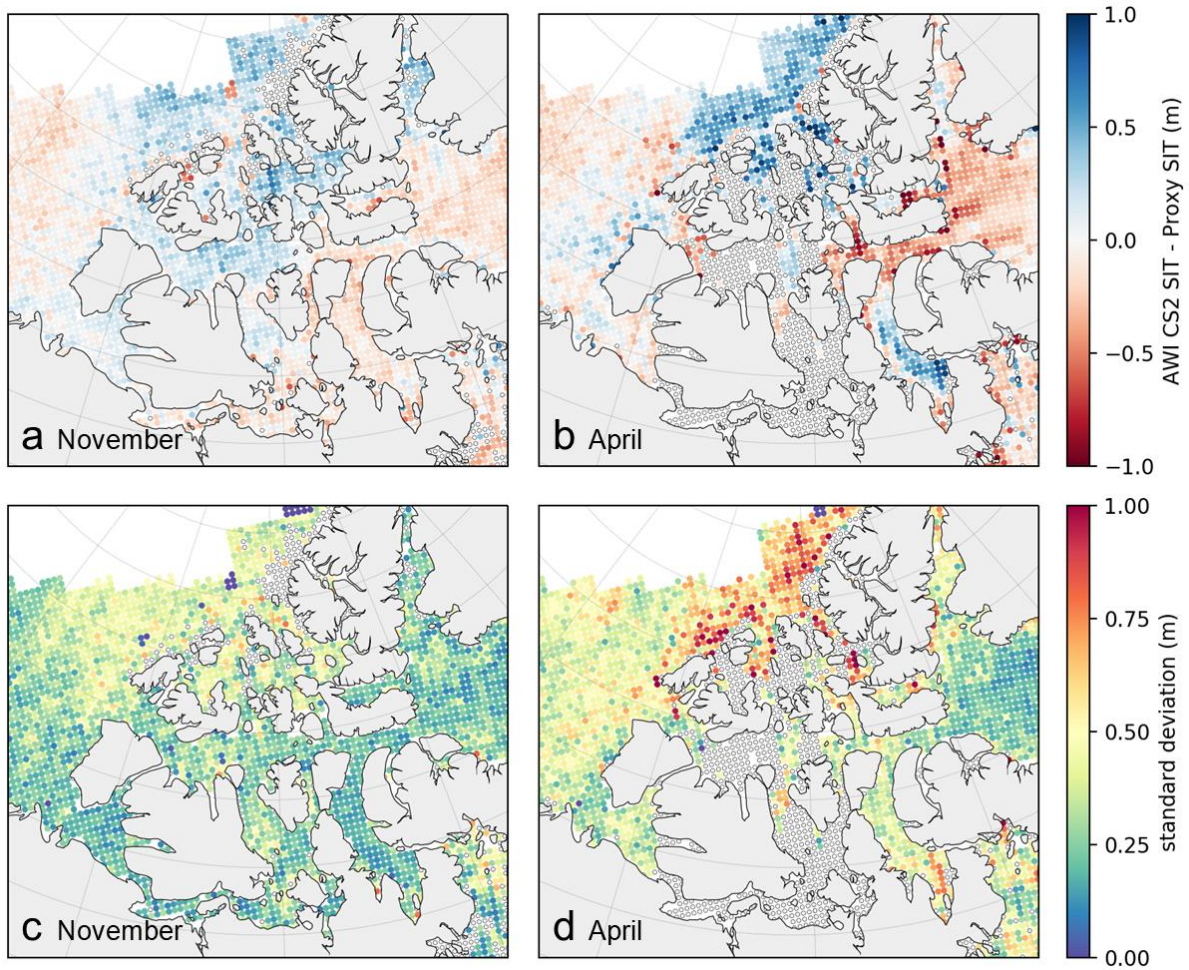 a November
b April
1.0
0.5
0.0
−0.5
−1.0
AWI CS2 SIT - Proxy SIT (m)
c November
d April
1.00
0.75
0.50
0.25
0.00
standard deviation (m)